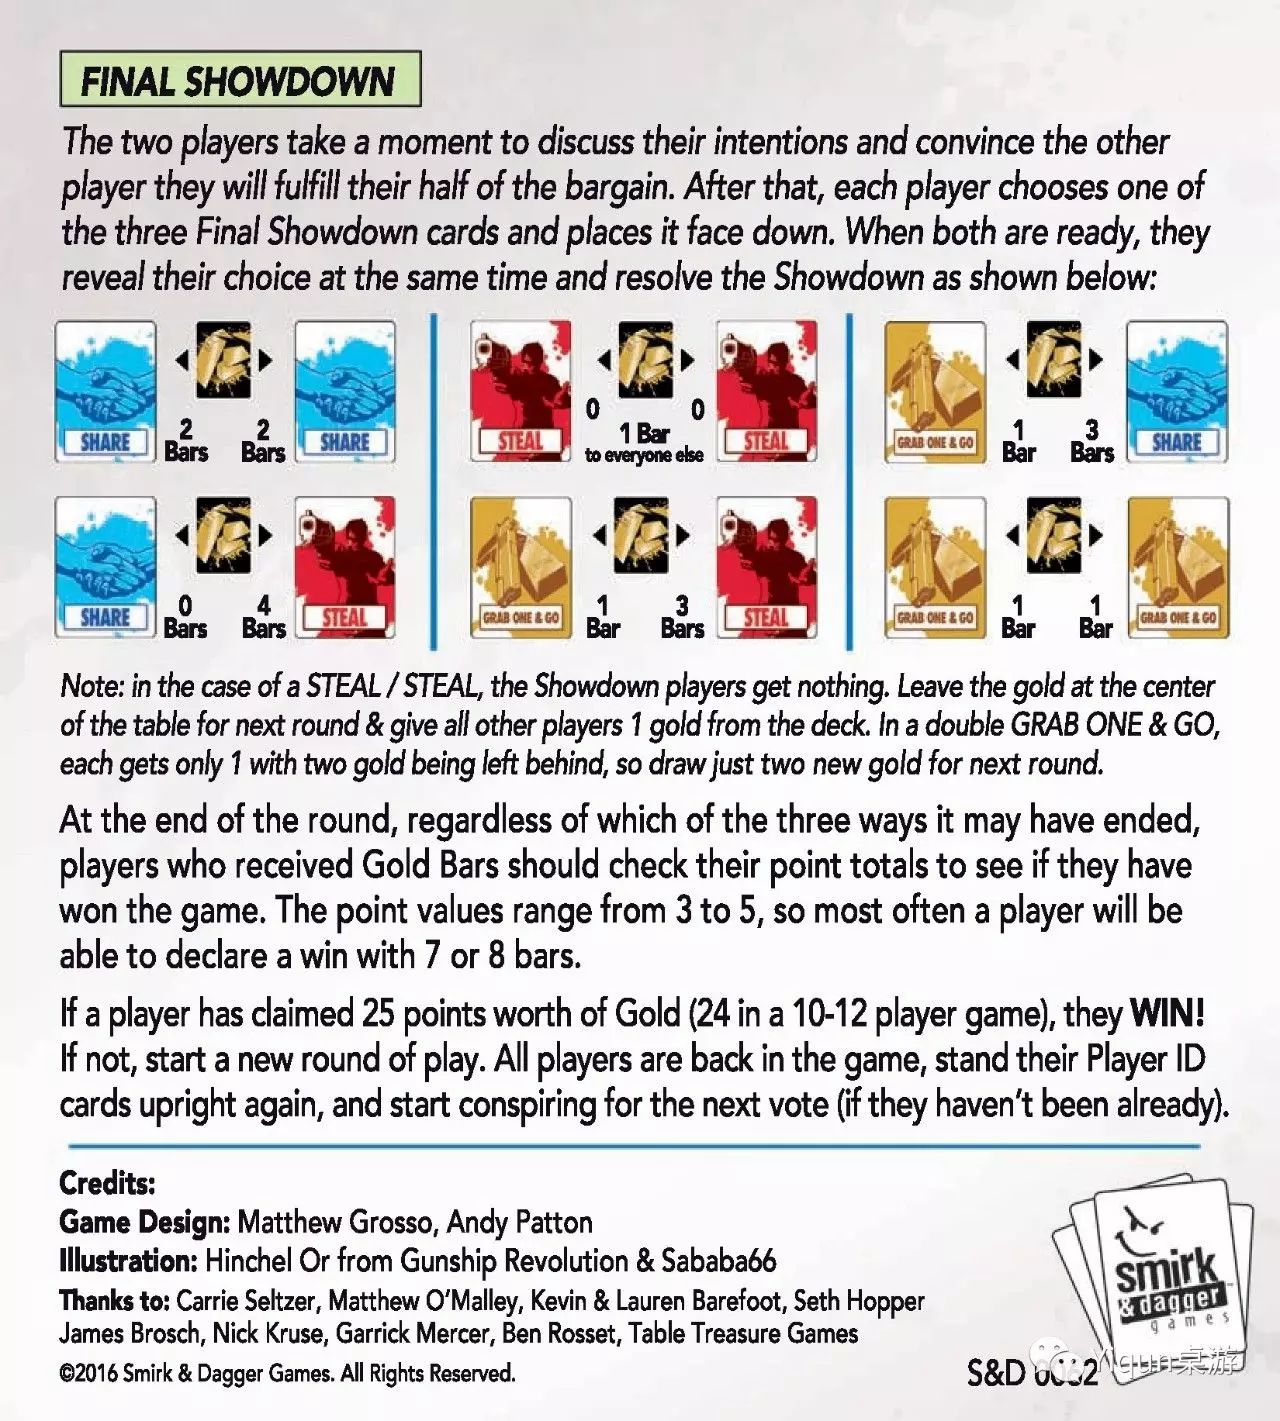 FINAL SHOWDOWN
The two players take a moment to discuss their intentions and convince the other
player they will fulfill their half of the bargain. After that, each player chooses one of
the three Final Showdown cards and places it face down. When both are ready, they
reveal their choice at the same time and resolve the Showdown as shown below:
SHARE
2 Bars
2 Bars
SHARE
STEAL
0
1 Bar
to everyone else
0
STEAL
GRAB ONE & GO
1 Bar
3 Bars
SHARE
SHARE
0 Bars
4 Bars
STEAL
GRAB ONE & GO
1 Bar
3 Bars
STEAL
GRAB ONE & GO
1 Bar
1 Bar
GRAB ONE & GO
Note: in the case of a STEAL / STEAL, the Showdown players get nothing. Leave the gold at the center
of the table for next round & give all other players 1 gold from the deck. In a double GRAB ONE & GO,
each gets only 1 with two gold being left behind, so draw just two new gold for next round.
At the end of the round, regardless of which of the three ways it may have ended,
players who received Gold Bars should check their point totals to see if they have
won the game. The point values range from 3 to 5, so most often a player will be
able to declare a win with 7 or 8 bars.
If a player has claimed 25 points worth of Gold (24 in a 10-12 player game), they WIN!
If not, start a new round of play. All players are back in the game, stand their Player ID
cards upright again, and start conspiring for the next vote (if they haven't been already).
Credits:
Game Design: Matthew Grosso, Andy Patton
Illustration: Hinchel Or from Gunship Revolution & Sababa66
Thanks to: Carrie Seltzer, Matthew O'Malley, Kevin & Lauren Barefoot, Seth Hopper
James Brosch, Nick Kruse, Garrick Mercer, Ben Rosset, Table Treasure Games
©2016 Smirk & Dagger Games. All Rights Reserved.
smirk
& dagger
games
S&D
Yiqun桌游